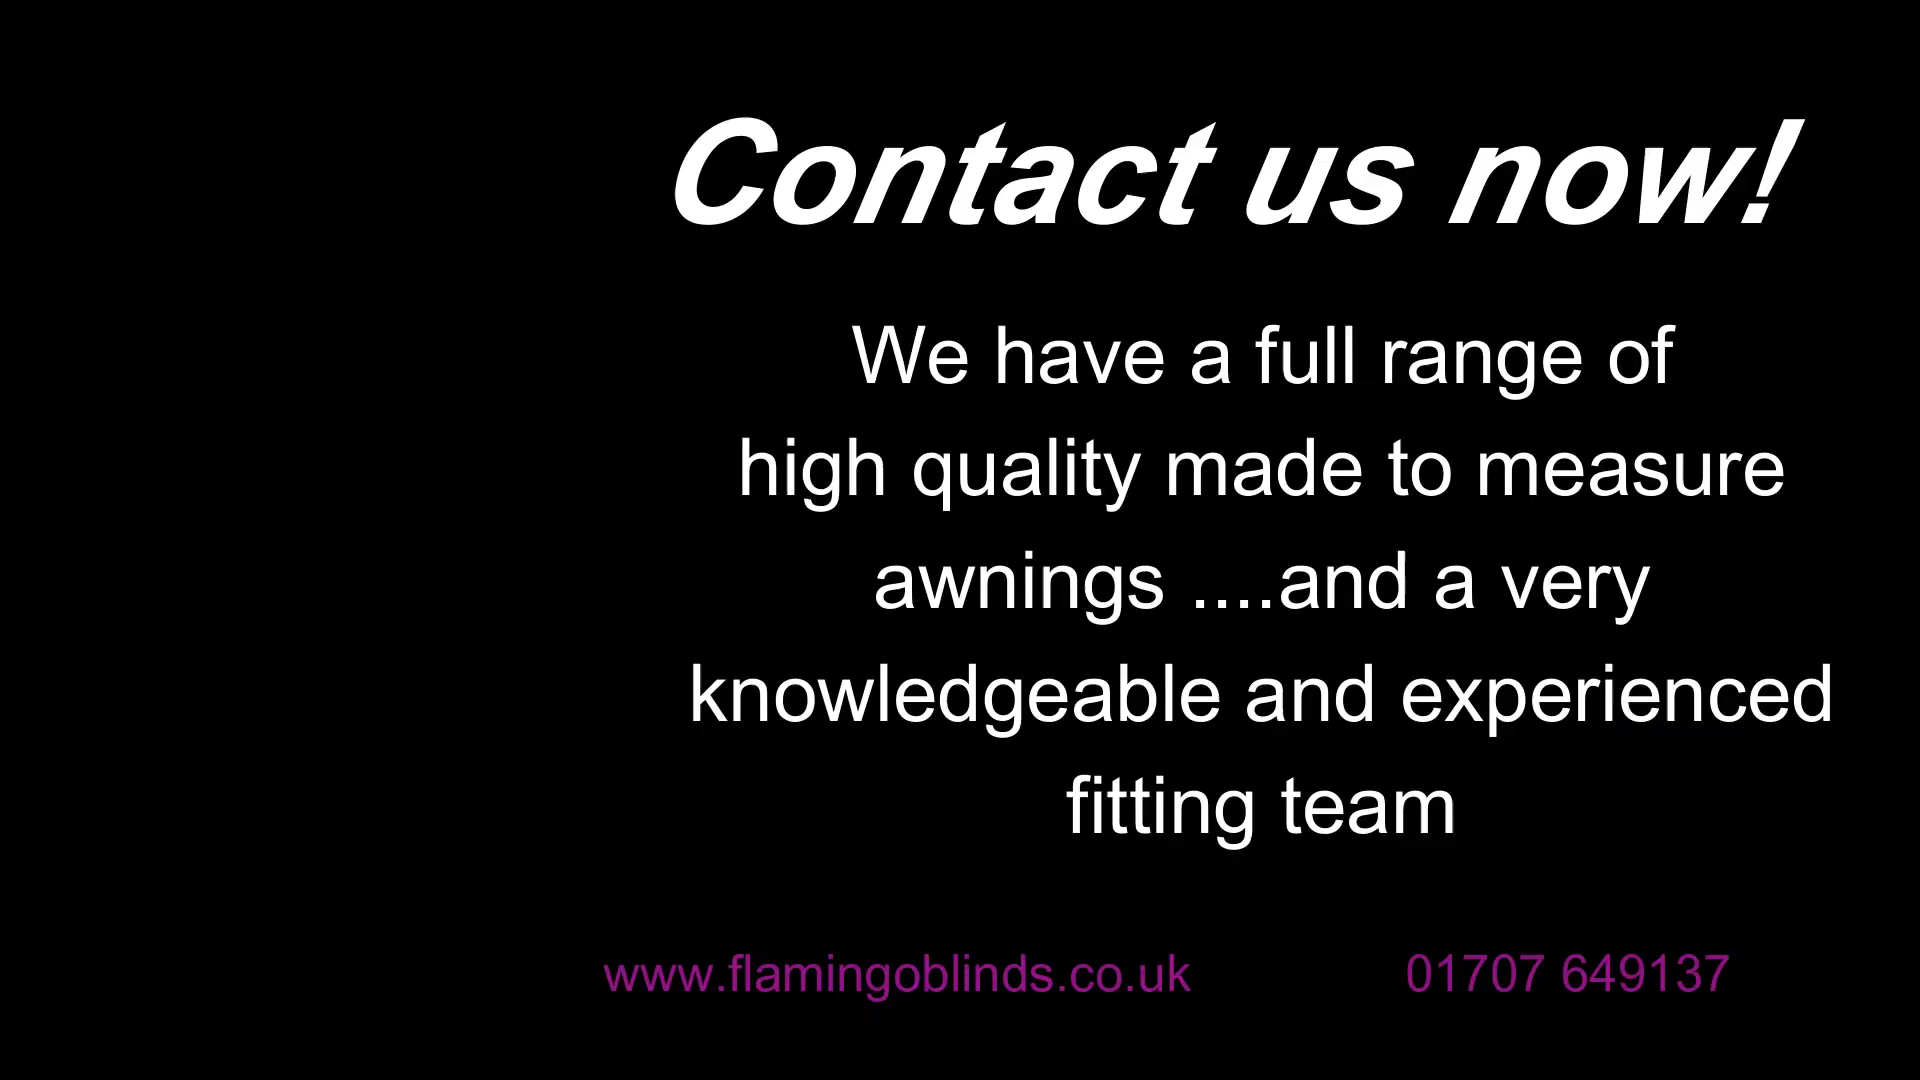 Contact us now!
We have a full range of
high quality made to measure
awnings ....and a very
knowledgeable and experienced
fitting team
www.flamingoblinds.co.uk 01707 649137